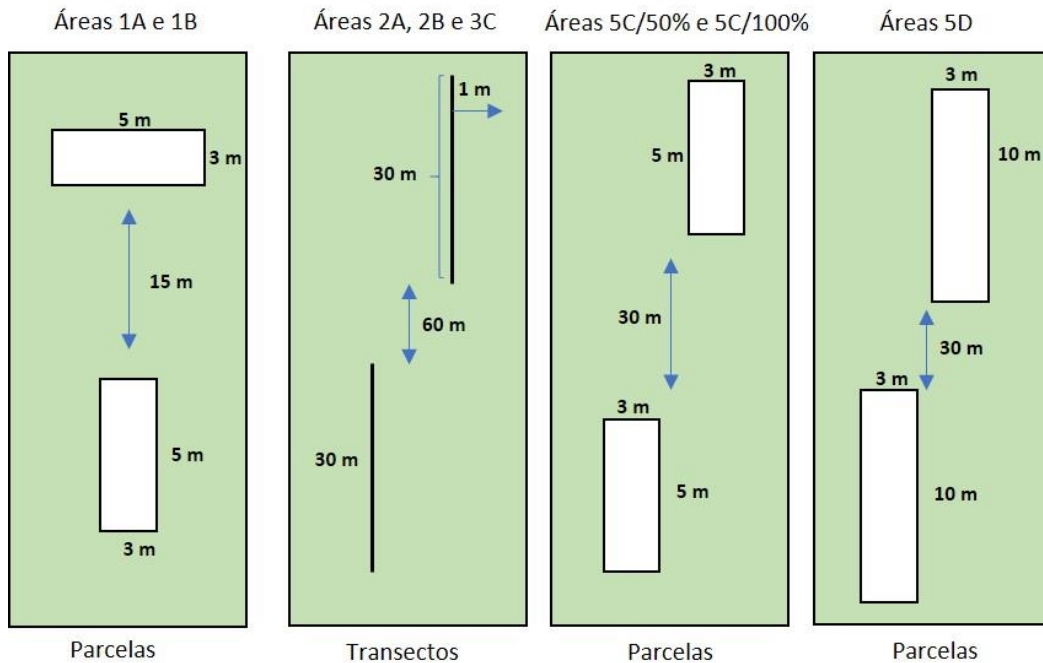 Áreas 1A e 1B
5 m
3 m
15 m
5 m
3 m
Parcelas
Áreas 2A, 2B e 3C
1 m
30 m
60 m
30 m
Transectos
Áreas 5C/50% e 5C/100%
3 m
5 m
30 m
3 m
5 m
Parcelas
Áreas 5D
3 m
10 m
30 m
3 m
10 m
Parcelas